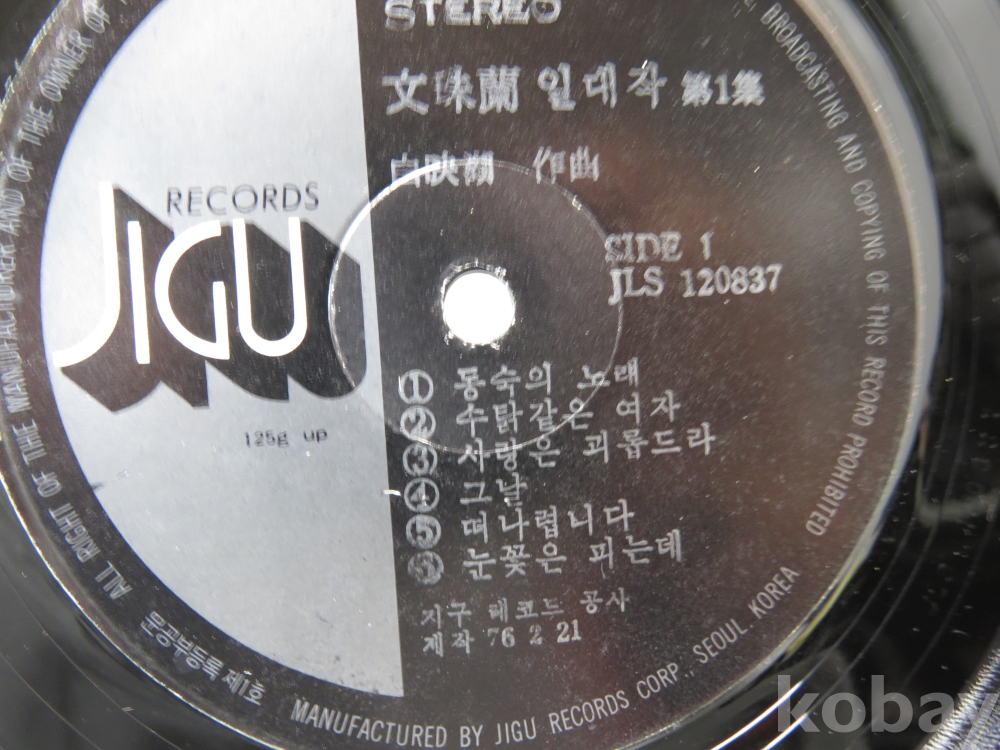 STEREO
文珠蘭 일대작 第1集
白映湖 作曲
RECORDS
JIGU
125g up
SIDE 1
JLS 120837
① 동숙의 노래
② 수탉같은 여자
③ 사랑은 괴롭드라
④ 그날
⑤ 떠나렵니다
⑥ 눈꽃은 피는데
지구 레코드 공사
제작 76 2 21
문공부등록 제1호
MANUFACTURED BY JIGU RECORDS CORP., SEOUL KOREA
ALL RIGHT OF THE MANUFACTURER AND OF THE OWNER OF
BROADCASTING AND COPYING OF THIS RECORD PROHIBITED
kobay